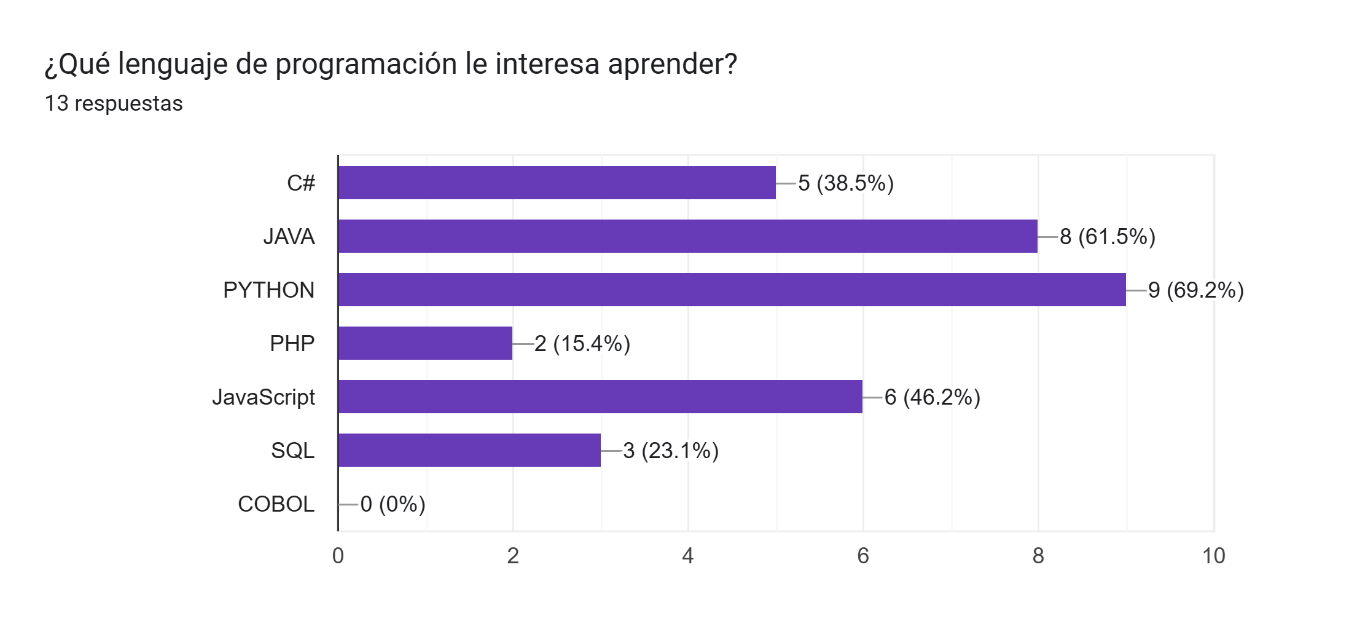 ¿Qué lenguaje de programación le interesa aprender?
13 respuestas
C# 5 (38.5%)
JAVA 8 (61.5%)
PYTHON 9 (69.2%)
PHP 2 (15.4%)
JavaScript 6 (46.2%)
SQL 3 (23.1%)
COBOL 0 (0%)
0 2 4 6 8 10